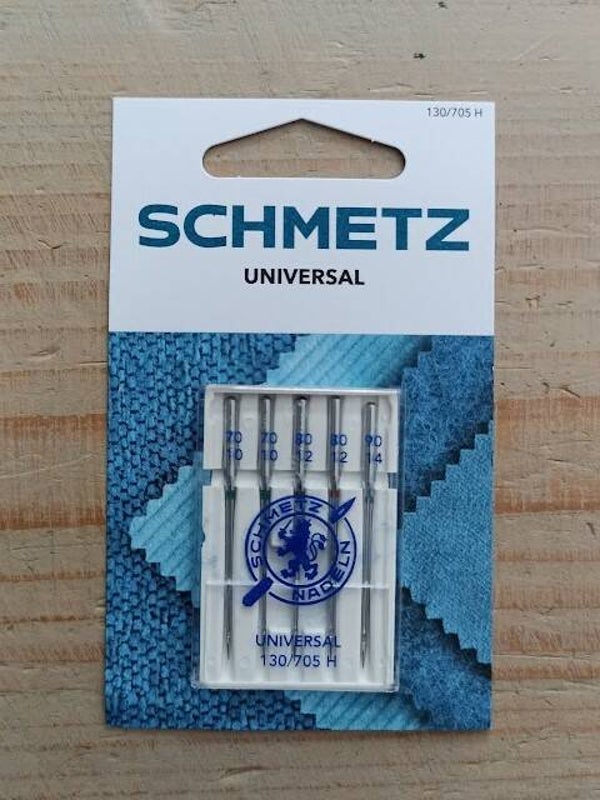 130/705 H
SCHMETZ
UNIVERSAL
70 70 80 80 90
10 10 12 12 14
SCHMETZ
NADELN
UNIVERSAL
130/705 H